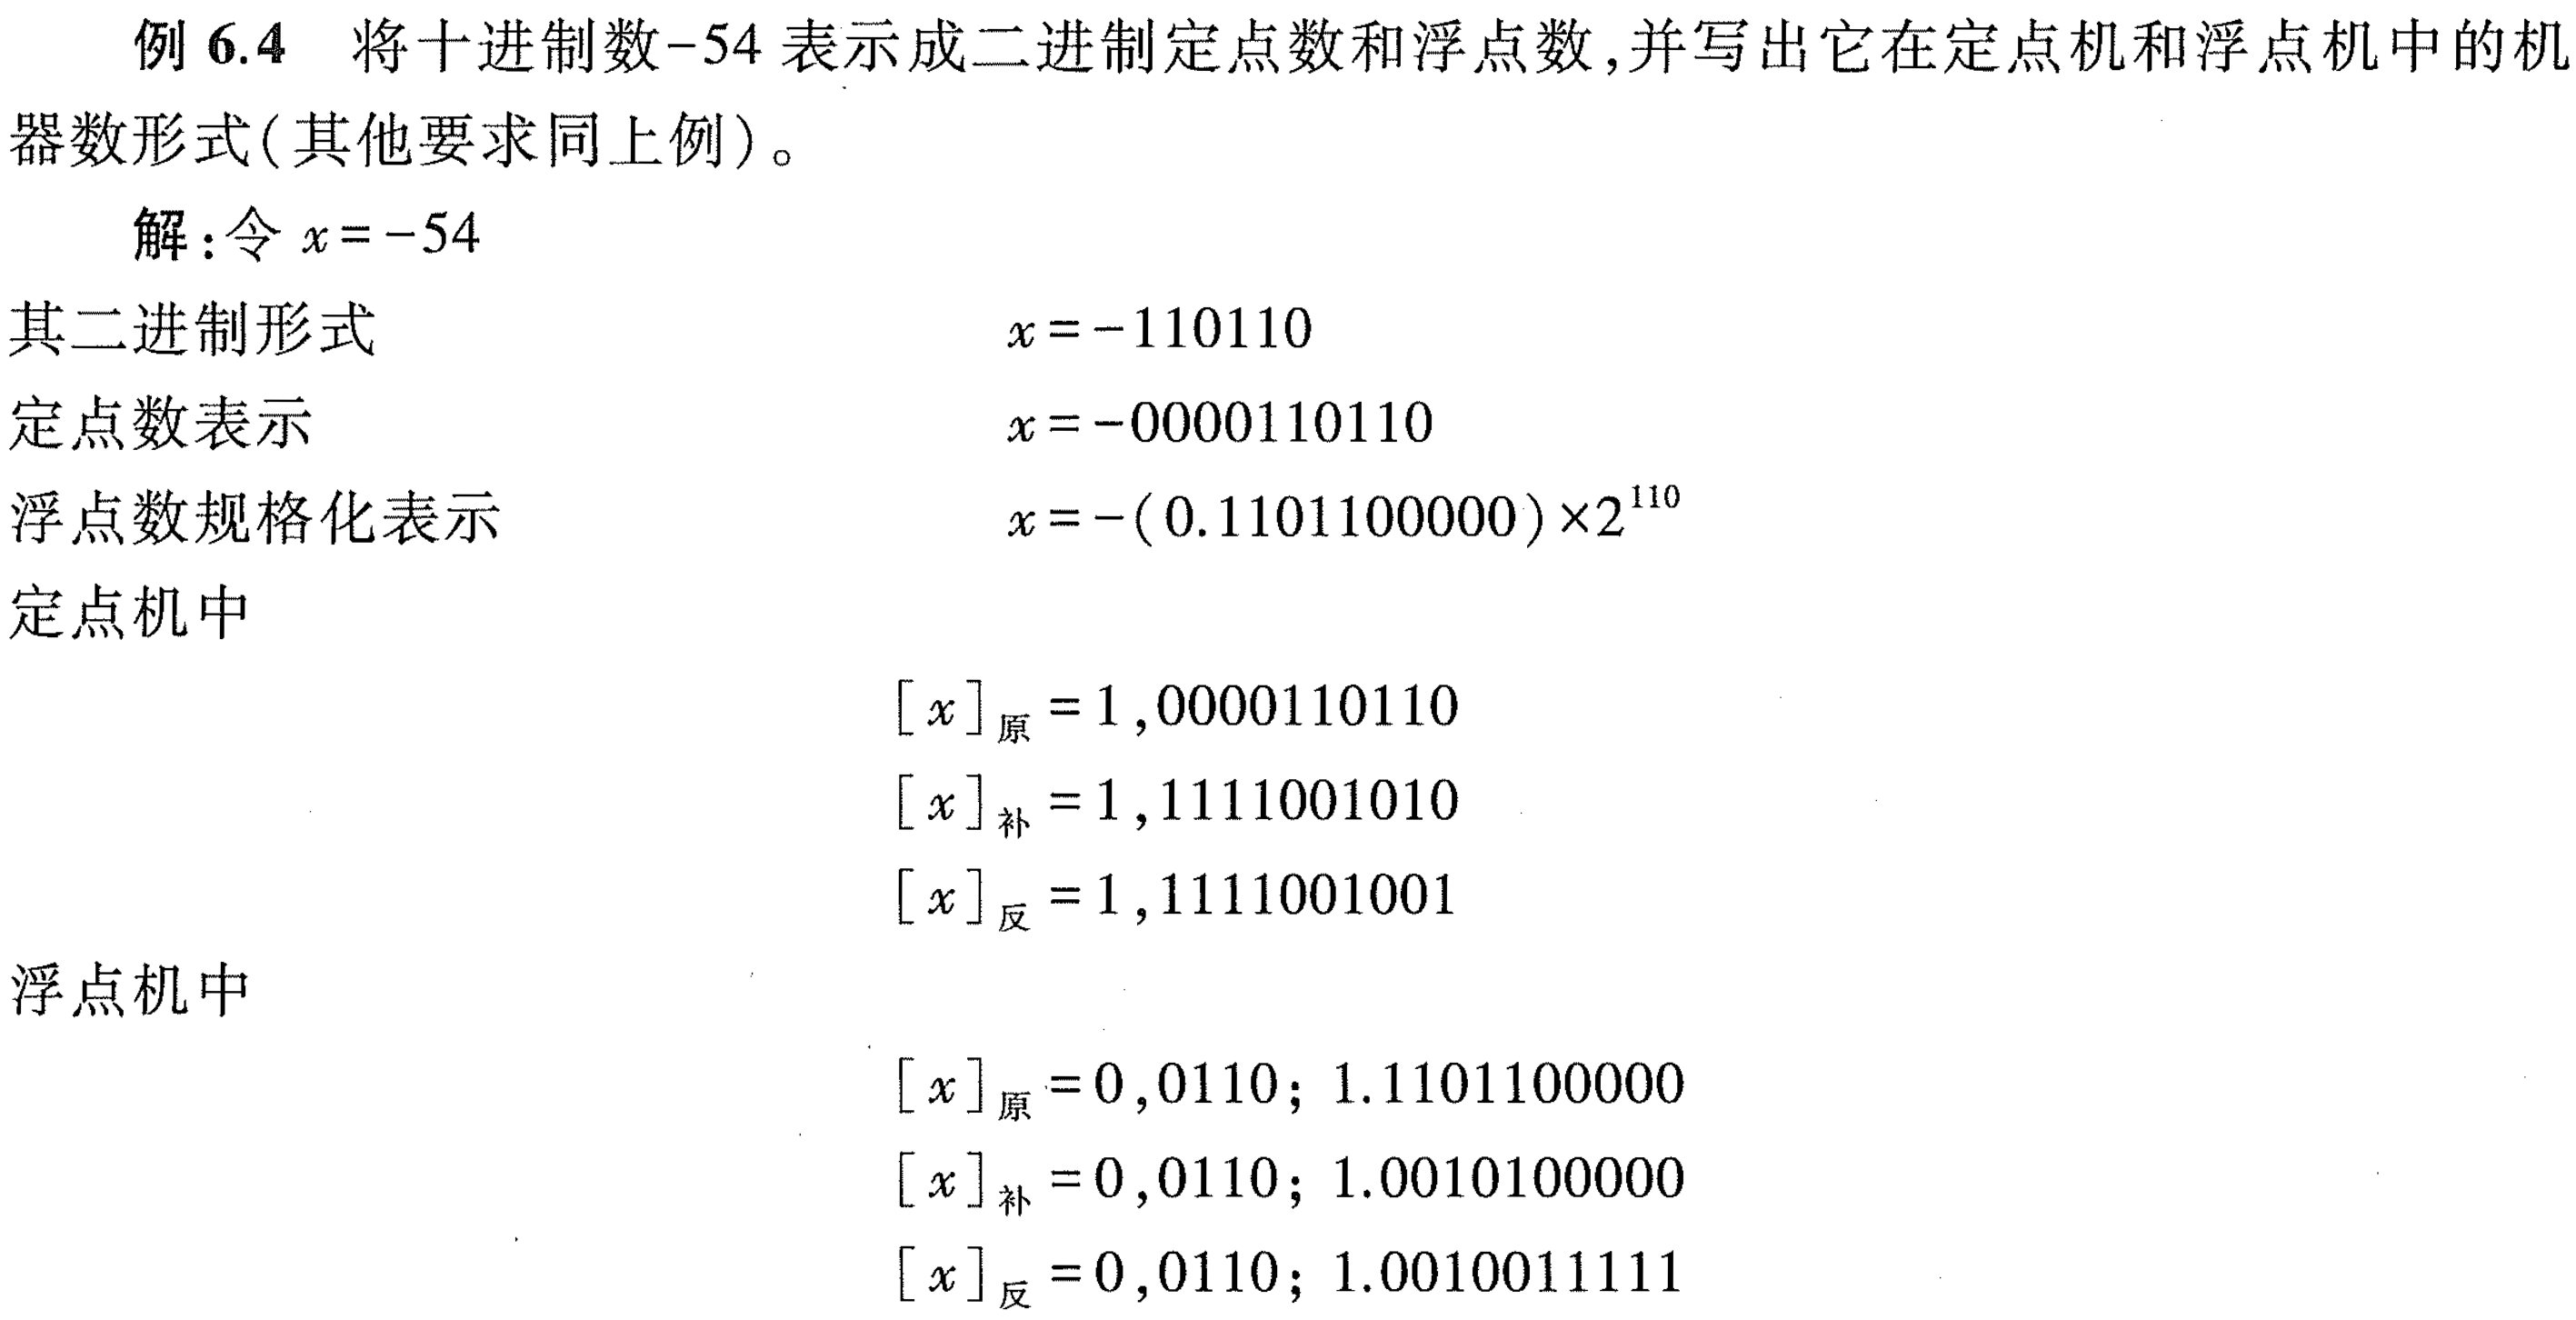 例 6.4 将十进制数-54 表示成二进制定点数和浮点数,并写出它在定点机和浮点机中的机
器数形式(其他要求同上例)。
解:令 x=-54
其二进制形式 x=-110110
定点数表示 x=-0000110110
浮点数规格化表示 x=-(0.1101100000)×2^110
定点机中
[x]原=1,0000110110
[x]补=1,1111001010
[x]反=1,1111001001
浮点机中
[x]原=0,0110; 1.1101100000
[x]补=0,0110; 1.0010100000
[x]反=0,0110; 1.0010011111